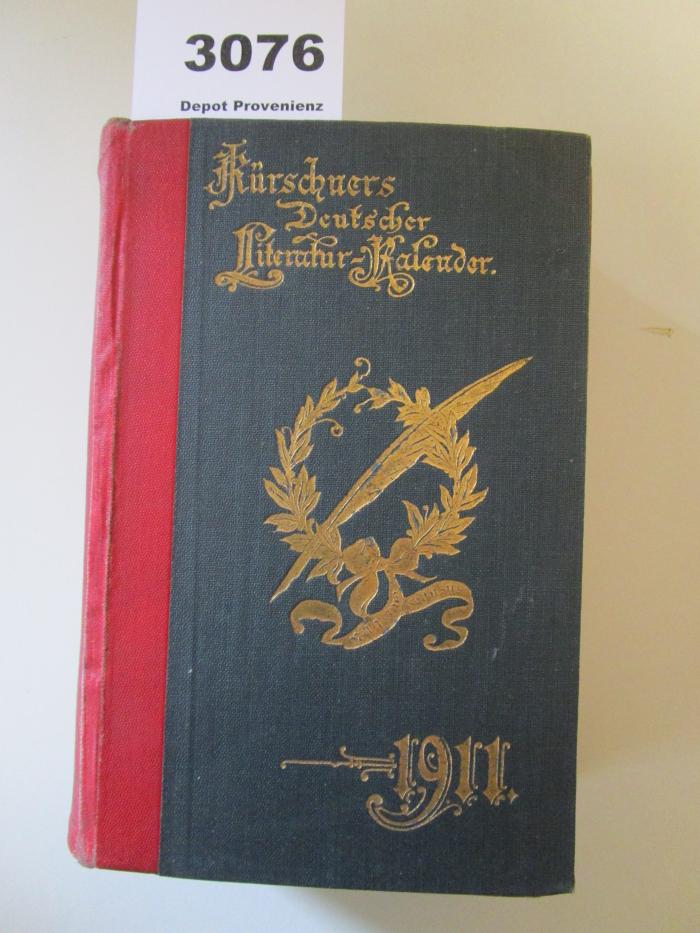 3076
Depot Provenienz
Kürschners
Deutscher
Literatur-Kalender.
1911.